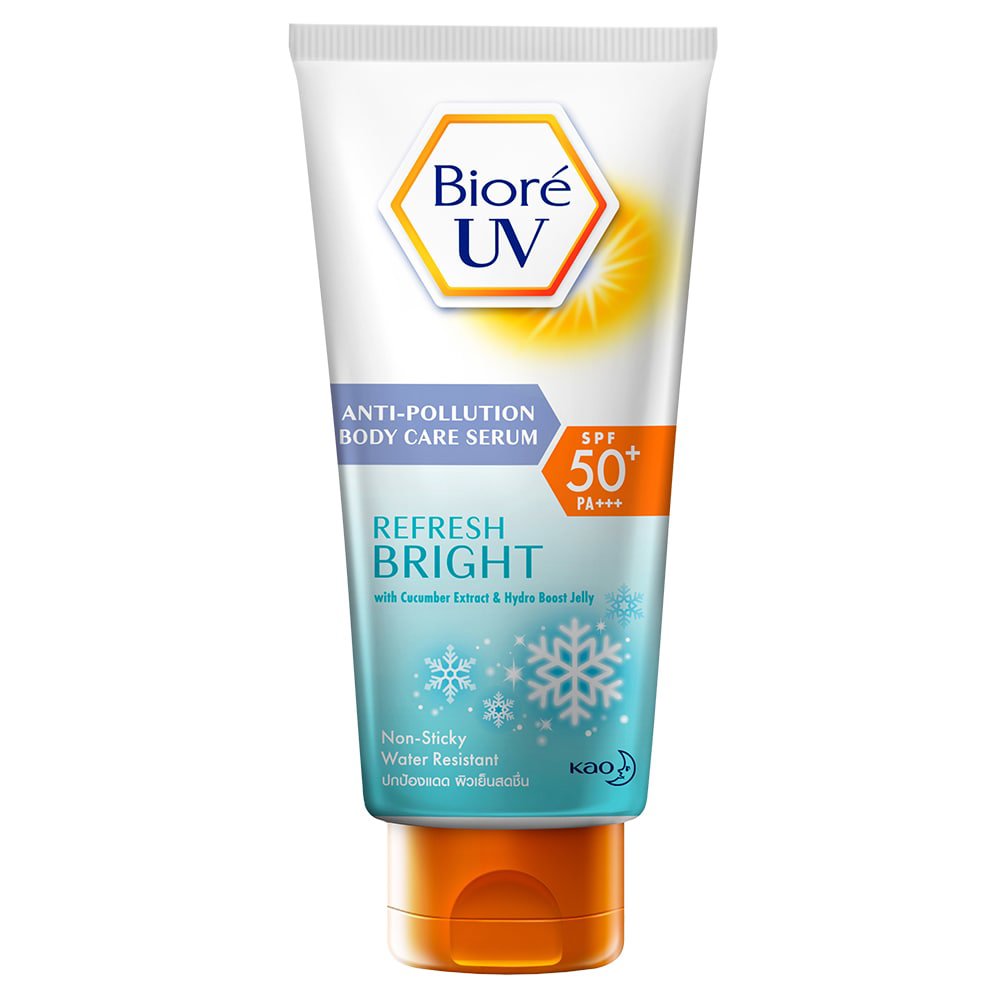 Bioré
UV
ANTI-POLLUTION
BODY CARE SERUM
SPF
50+
PA+++
REFRESH
BRIGHT
with Cucumber Extract & Hydro Boost Jelly
Non-Sticky
Water Resistant
ปกป้องแดด ผิวเย็นสดชื่น
Kao